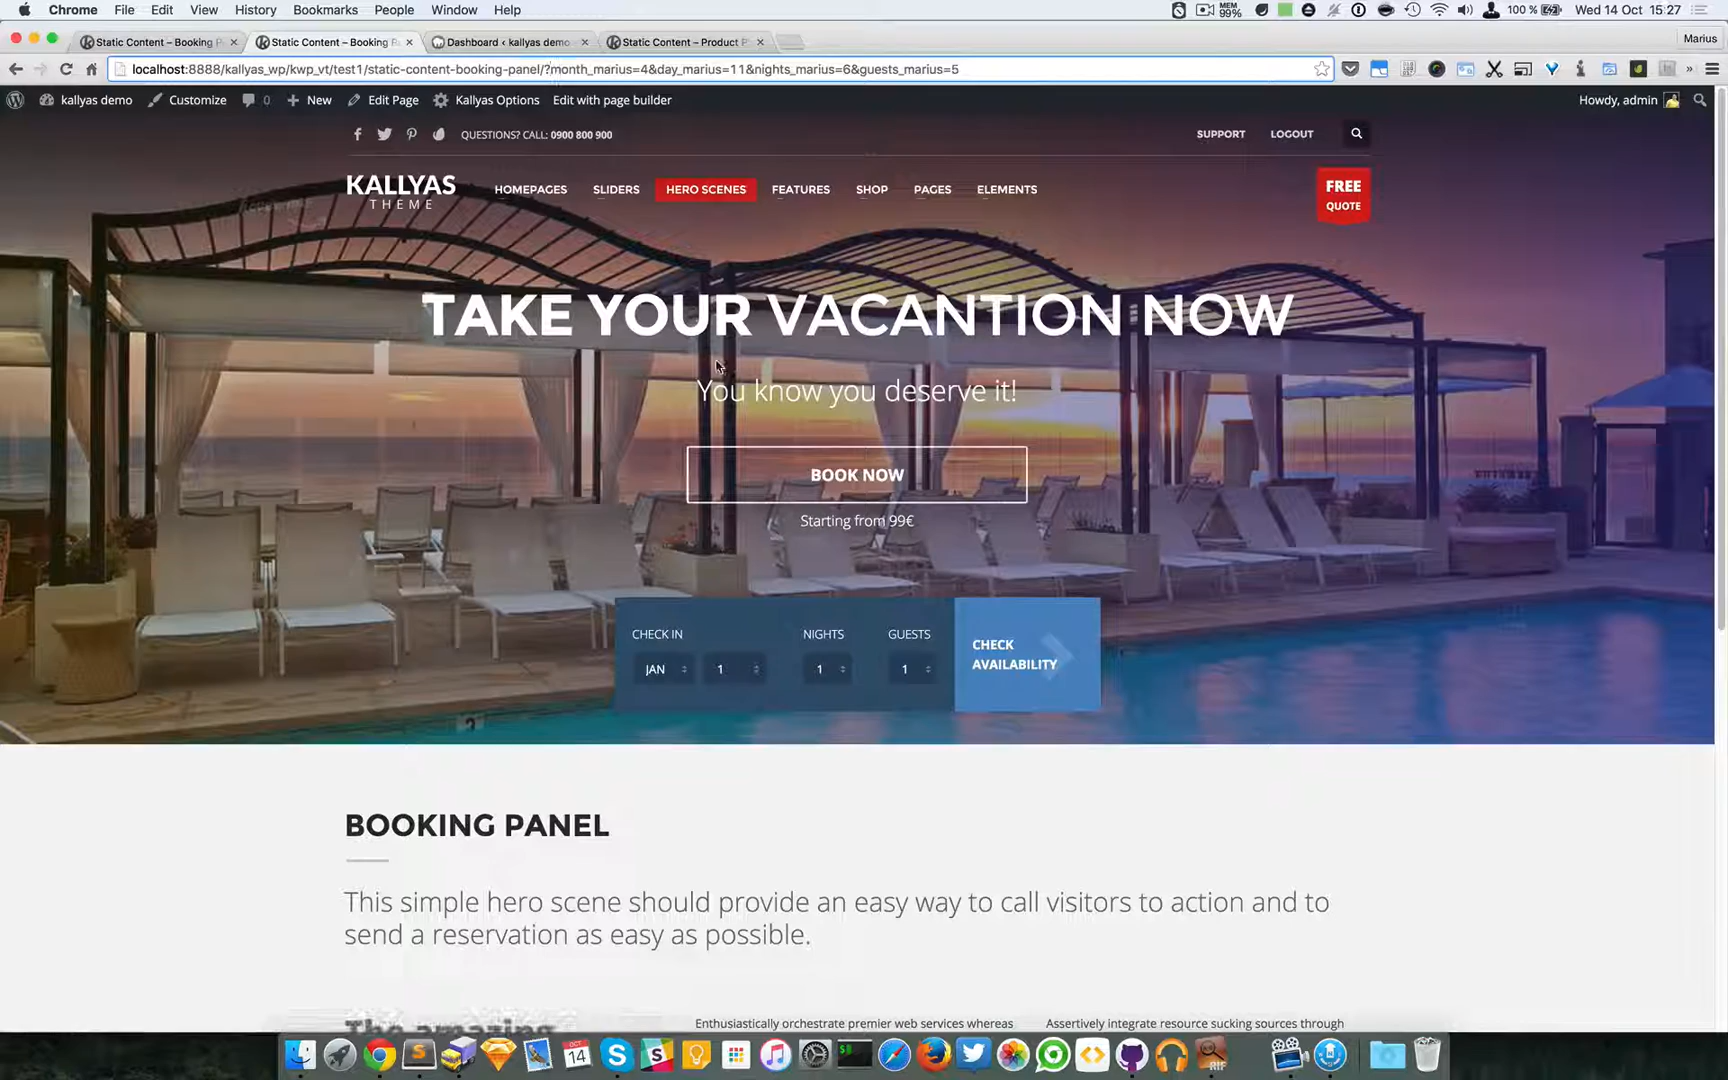 Chrome File Edit View History Bookmarks People Window Help MEM 99% 100 % Wed 14 Oct 15:27
Static Content – Booking P Static Content – Booking P Dashboard ‹ kallyas demo Static Content – Product P Marius
localhost:8888/kallyas_wp/kwp_vt/test1/static-content-booking-panel/?month_marius=4&day_marius=11&nights_marius=6&guests_marius=5
kallyas demo Customize 0 New Edit Page Kallyas Options Edit with page builder Howdy, admin
QUESTIONS? CALL: 0900 800 900 SUPPORT LOGOUT
KALLYAS
THEME
HOMEPAGES SLIDERS HERO SCENES FEATURES SHOP PAGES ELEMENTS
FREE
QUOTE
TAKE YOUR VACANTION NOW
You know you deserve it!
BOOK NOW
Starting from 99€
CHECK IN NIGHTS GUESTS
JAN 1 1 1
CHECK
AVAILABILITY
BOOKING PANEL
This simple hero scene should provide an easy way to call visitors to action and to
send a reservation as easy as possible.
The amazing
Enthusiastically orchestrate premier web services whereas
Assertively integrate resource sucking sources through
OCT
14